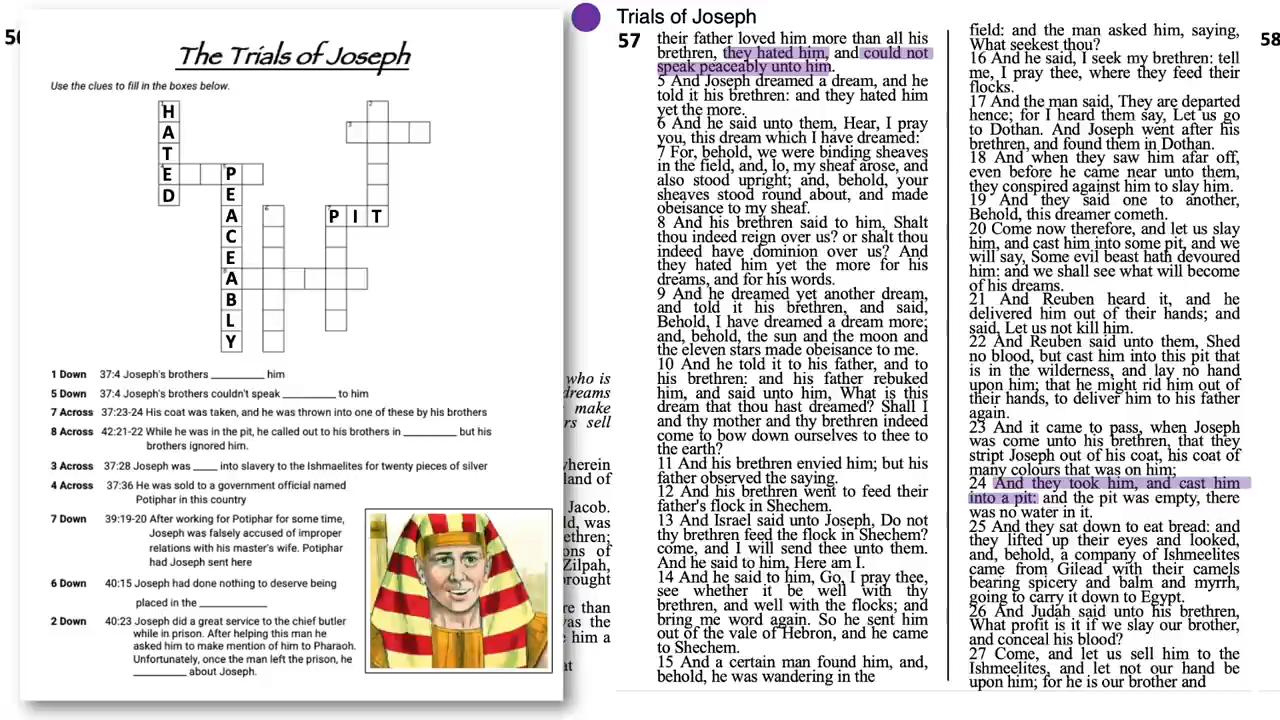 56
The Trials of Joseph
Use the clues to fill in the boxes below.
1
H
2
A
3
T
4
E
5
P
D
E
A
6
7
P I T
C
E
8
A
B
L
Y
1 Down 37:4 Joseph's brothers _________ him
5 Down 37:4 Joseph's brothers couldn't speak _________ to him
7 Across 37:23-24 His coat was taken, and he was thrown into one of these by his brothers
8 Across 42:21-22 While he was in the pit, he called out to his brothers in _________ but his
brothers ignored him.
3 Across 37:28 Joseph was ____ into slavery to the Ishmaelites for twenty pieces of silver
4 Across 37:36 He was sold to a government official named
Potiphar in this country
7 Down 39:19-20 After working for Potiphar for some time,
Joseph was falsely accused of improper
relations with his master's wife. Potiphar
had Joseph sent here
6 Down 40:15 Joseph had done nothing to deserve being
placed in the ___________
2 Down 40:23 Joseph did a great service to the chief butler
while in prison. After helping this man he
asked him to make mention of him to Pharaoh.
Unfortunately, once the man left the prison, he
_________ about Joseph.
who is
dreams
make
rs sell
wherein
land of
Jacob.
ld, was
ethren;
ons of
Zilpah,
brought
re than
was the
e him a
at
Trials of Joseph
57
their father loved him more than all his
brethren, they hated him, and could not
speak peaceably unto him.
5 And Joseph dreamed a dream, and he
told it his brethren: and they hated him
yet the more.
6 And he said unto them, Hear, I pray
you, this dream which I have dreamed:
7 For, behold, we were binding sheaves
in the field, and, lo, my sheaf arose, and
also stood upright; and, behold, your
sheaves stood round about, and made
obeisance to my sheaf.
8 And his brethren said to him, Shalt
thou indeed reign over us? or shalt thou
indeed have dominion over us? And
they hated him yet the more for his
dreams, and for his words.
9 And he dreamed yet another dream,
and told it his brethren, and said,
Behold, I have dreamed a dream more;
and, behold, the sun and the moon and
the eleven stars made obeisance to me.
10 And he told it to his father, and to
his brethren: and his father rebuked
him, and said unto him, What is this
dream that thou hast dreamed? Shall I
and thy mother and thy brethren indeed
come to bow down ourselves to thee to
the earth?
11 And his brethren envied him; but his
father observed the saying.
12 And his brethren went to feed their
father's flock in Shechem.
13 And Israel said unto Joseph, Do not
thy brethren feed the flock in Shechem?
come, and I will send thee unto them.
And he said to him, Here am I.
14 And he said to him, Go, I pray thee,
see whether it be well with thy
brethren, and well with the flocks; and
bring me word again. So he sent him
out of the vale of Hebron, and he came
to Shechem.
15 And a certain man found him, and,
behold, he was wandering in the
field: and the man asked him, saying,
What seekest thou?
16 And he said, I seek my brethren: tell
me, I pray thee, where they feed their
flocks.
17 And the man said, They are departed
hence; for I heard them say, Let us go
to Dothan. And Joseph went after his
brethren, and found them in Dothan.
18 And when they saw him afar off,
even before he came near unto them,
they conspired against him to slay him.
19 And they said one to another,
Behold, this dreamer cometh.
20 Come now therefore, and let us slay
him, and cast him into some pit, and we
will say, Some evil beast hath devoured
him: and we shall see what will become
of his dreams.
21 And Reuben heard it, and he
delivered him out of their hands; and
said, Let us not kill him.
22 And Reuben said unto them, Shed
no blood, but cast him into this pit that
is in the wilderness, and lay no hand
upon him; that he might rid him out of
their hands, to deliver him to his father
again.
23 And it came to pass, when Joseph
was come unto his brethren, that they
stript Joseph out of his coat, his coat of
many colours that was on him;
24 And they took him, and cast him
into a pit: and the pit was empty, there
was no water in it.
25 And they sat down to eat bread: and
they lifted up their eyes and looked,
and, behold, a company of Ishmeelites
came from Gilead with their camels
bearing spicery and balm and myrrh,
going to carry it down to Egypt.
26 And Judah said unto his brethren,
What profit is it if we slay our brother,
and conceal his blood?
27 Come, and let us sell him to the
Ishmeelites, and let not our hand be
upon him; for he is our brother and
58